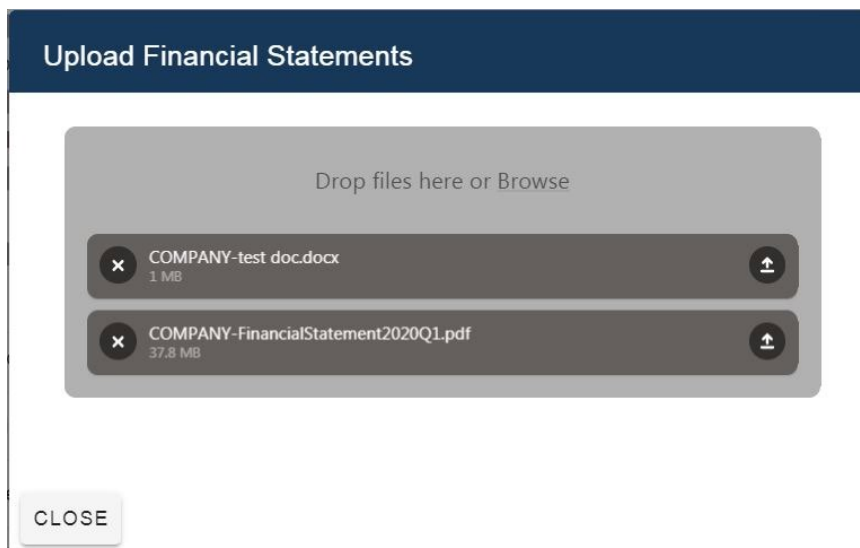 Upload Financial Statements
Drop files here or Browse
COMPANY-test doc.docx
1 MB
COMPANY-FinancialStatement2020Q1.pdf
37.8 MB
CLOSE